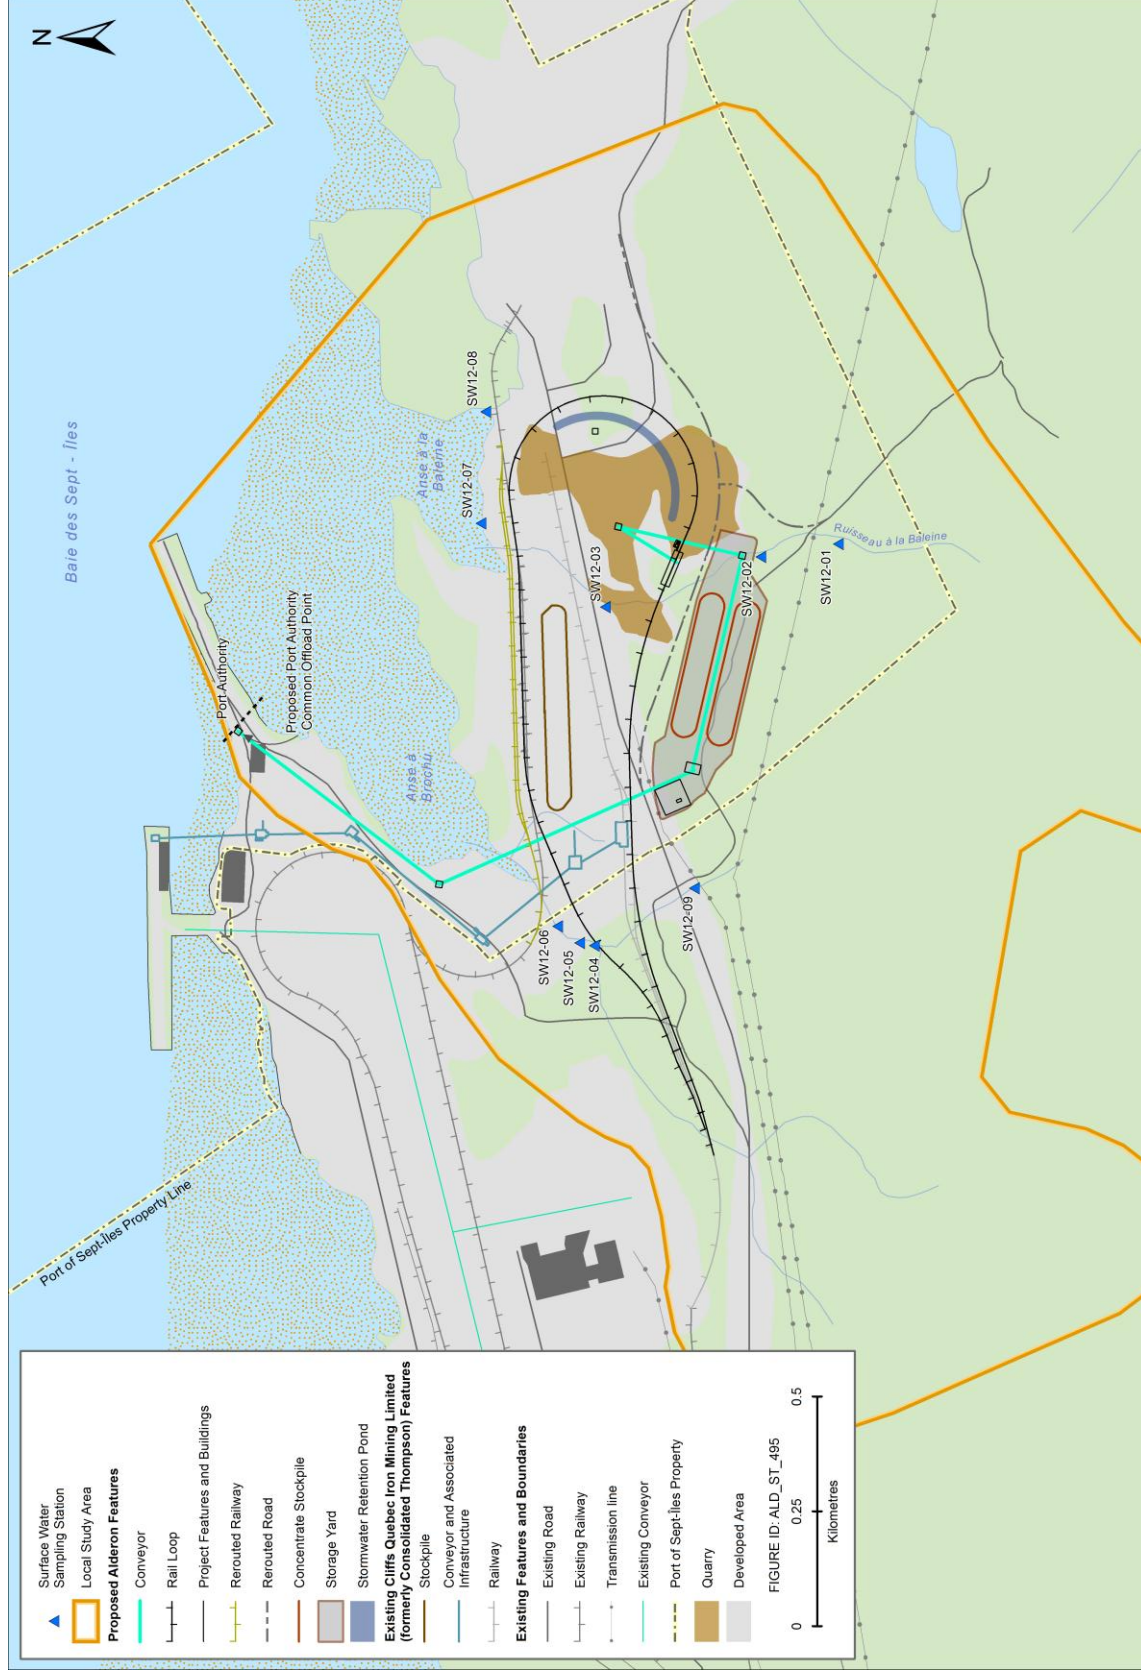 N
Baie des Sept - Îles
Port of Sept-Îles Property Line
Port Authority
Proposed Port Authority
Common Offload Point
Anse à
Brochu
Anse à la
Baleine
Ruisseau à la Baleine
SW12-08
SW12-07
SW12-03
SW12-02
SW12-01
SW12-06
SW12-05
SW12-04
SW12-09
Surface Water
Sampling Station
Local Study Area
Proposed Alderon Features
Conveyor
Rail Loop
Project Features and Buildings
Rerouted Railway
Rerouted Road
Concentrate Stockpile
Storage Yard
Stormwater Retention Pond
Existing Cliffs Quebec Iron Mining Limited
(formerly Consolidated Thompson) Features
Stockpile
Conveyor and Associated
Infrastructure
Railway
Existing Features and Boundaries
Existing Road
Existing Railway
Transmission line
Existing Conveyor
Port of Sept-Îles Property
Quarry
Developed Area
FIGURE ID: ALD_ST_495
0 0.25 0.5
Kilometres